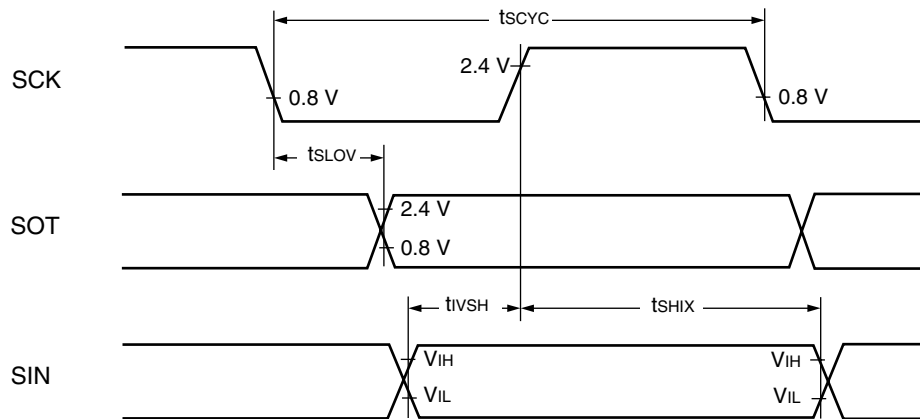 tSCYC
SCK
2.4 V
0.8 V
0.8 V
tSLOV
SOT
2.4 V
0.8 V
tIVSH
tSHIX
SIN
VIH
VIH
VIL
VIL